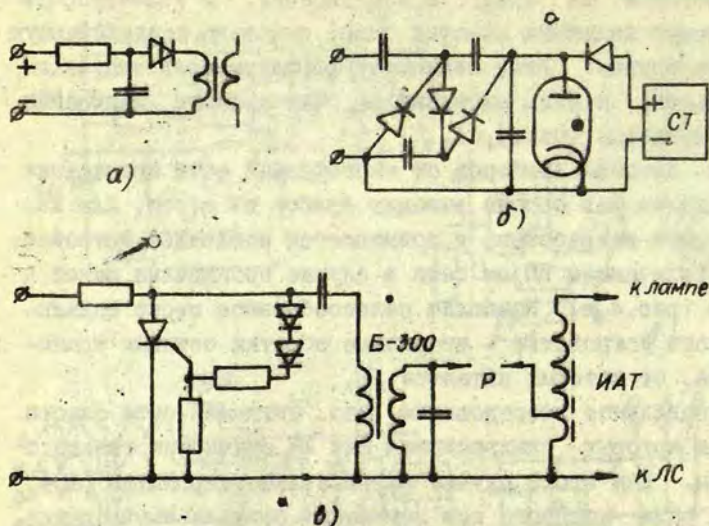 +
−
а)
+
−
СТ
б)
к лампе
Б-300
Р
ИАТ
к ЛС
в)